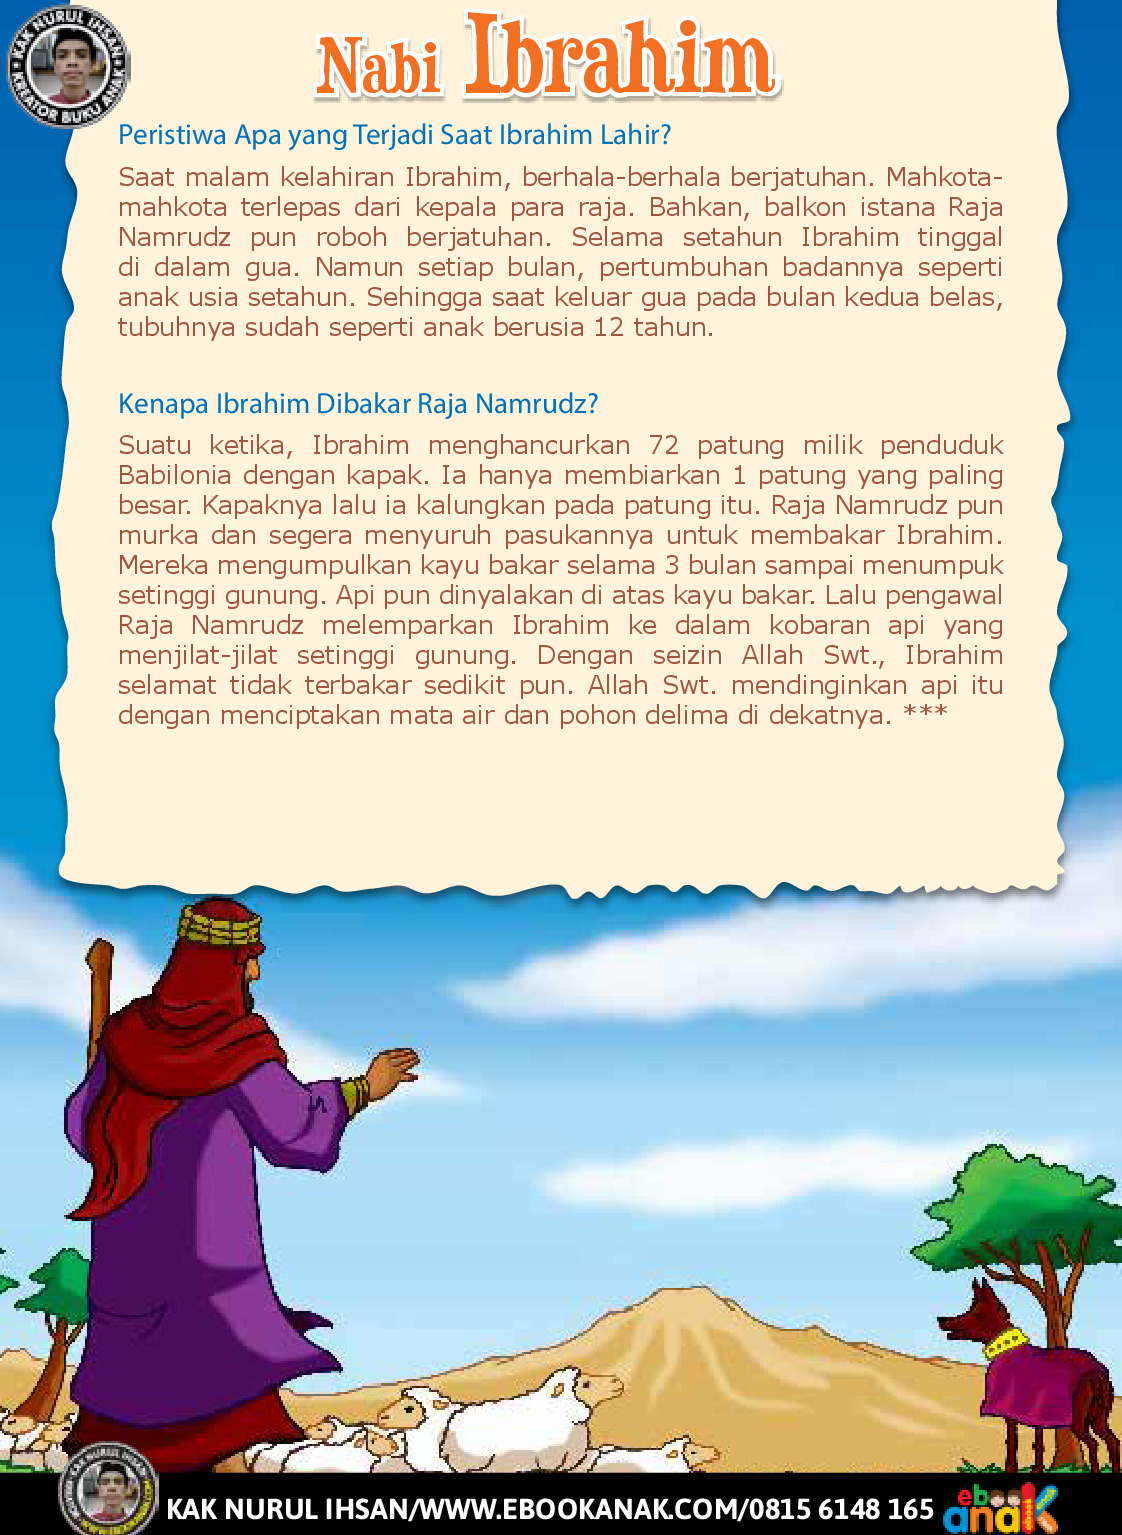 KAK NURUL IHSAN
KREATOR BUKU ANAK
Nabi Ibrahim
Peristiwa Apa yang Terjadi Saat Ibrahim Lahir?
Saat malam kelahiran Ibrahim, berhala-berhala berjatuhan. Mahkota-
mahkota terlepas dari kepala para raja. Bahkan, balkon istana Raja
Namrudz pun roboh berjatuhan. Selama setahun Ibrahim tinggal
di dalam gua. Namun setiap bulan, pertumbuhan badannya seperti
anak usia setahun. Sehingga saat keluar gua pada bulan kedua belas,
tubuhnya sudah seperti anak berusia 12 tahun.
Kenapa Ibrahim Dibakar Raja Namrudz?
Suatu ketika, Ibrahim menghancurkan 72 patung milik penduduk
Babilonia dengan kapak. Ia hanya membiarkan 1 patung yang paling
besar. Kapaknya lalu ia kalungkan pada patung itu. Raja Namrudz pun
murka dan segera menyuruh pasukannya untuk membakar Ibrahim.
Mereka mengumpulkan kayu bakar selama 3 bulan sampai menumpuk
setinggi gunung. Api pun dinyalakan di atas kayu bakar. Lalu pengawal
Raja Namrudz melemparkan Ibrahim ke dalam kobaran api yang
menjilat-jilat setinggi gunung. Dengan seizin Allah Swt., Ibrahim
selamat tidak terbakar sedikit pun. Allah Swt. mendinginkan api itu
dengan menciptakan mata air dan pohon delima di dekatnya. ***
KAK NURUL IHSAN/WWW.EBOOKANAK.COM/0815 6148 165
ebook
anak